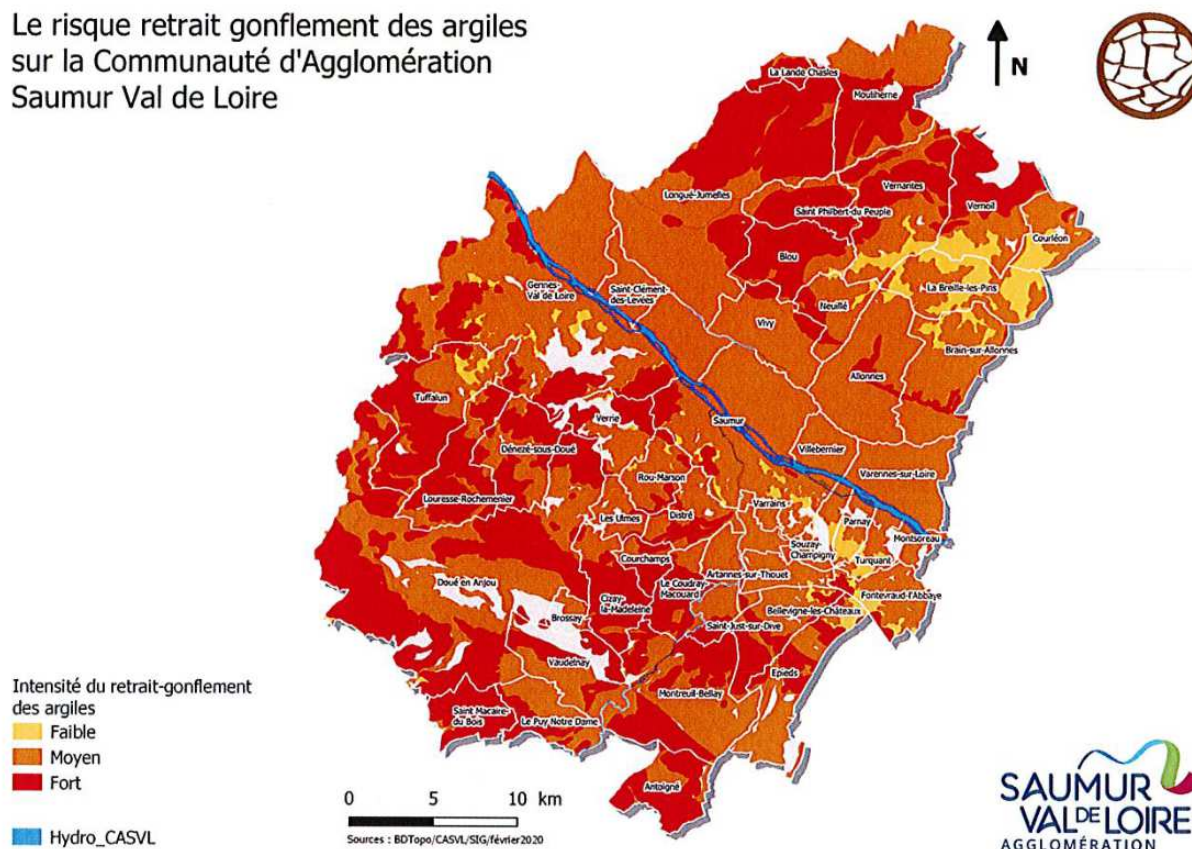 Le risque retrait gonflement des argiles
sur la Communauté d'Agglomération
Saumur Val de Loire
N
La Lande Chasles
Mouliherne
Longué-Jumelles
Vernantes
Saint Philbert-du Peuple
Vernoil
Courléon
Blou
Gennes-
Val de Loire
Saint-Clément-
des-Levées
La Breille-les-Pins
Neuillé
Vivy
Brain-sur-Allonnes
Allonnes
Tuffalun
Verrie
Saumur
Dénezé-sous-Doué
Villebernier
Varennes-sur-Loire
Rou-Marson
Louresse-Rochemenier
Varrains
Les Ulmes
Distré
Parnay
Souzay-
Champigny
Montsoreau
Turquant
Courchamps
Artannes-sur-Thouet
Doué en Anjou
Le Coudray-
Macouard
Cizay-
la-Madeleine
Fontevraud-l'Abbaye
Bellevigne-les-Châteaux
Brossay
Saint-Just-sur-Dive
Vaudelnay
Epieds
Montreuil-Bellay
Saint Macaire-
du Bois
Le Puy Notre Dame
Antoigné
Intensité du retrait-gonflement
des argiles
Faible
Moyen
Fort
Hydro_CASVL
0 5 10 km
Sources : BDTopo/CASVL/SIG/février2020
SAUMUR
VAL DE LOIRE
AGGLOMÉRATION